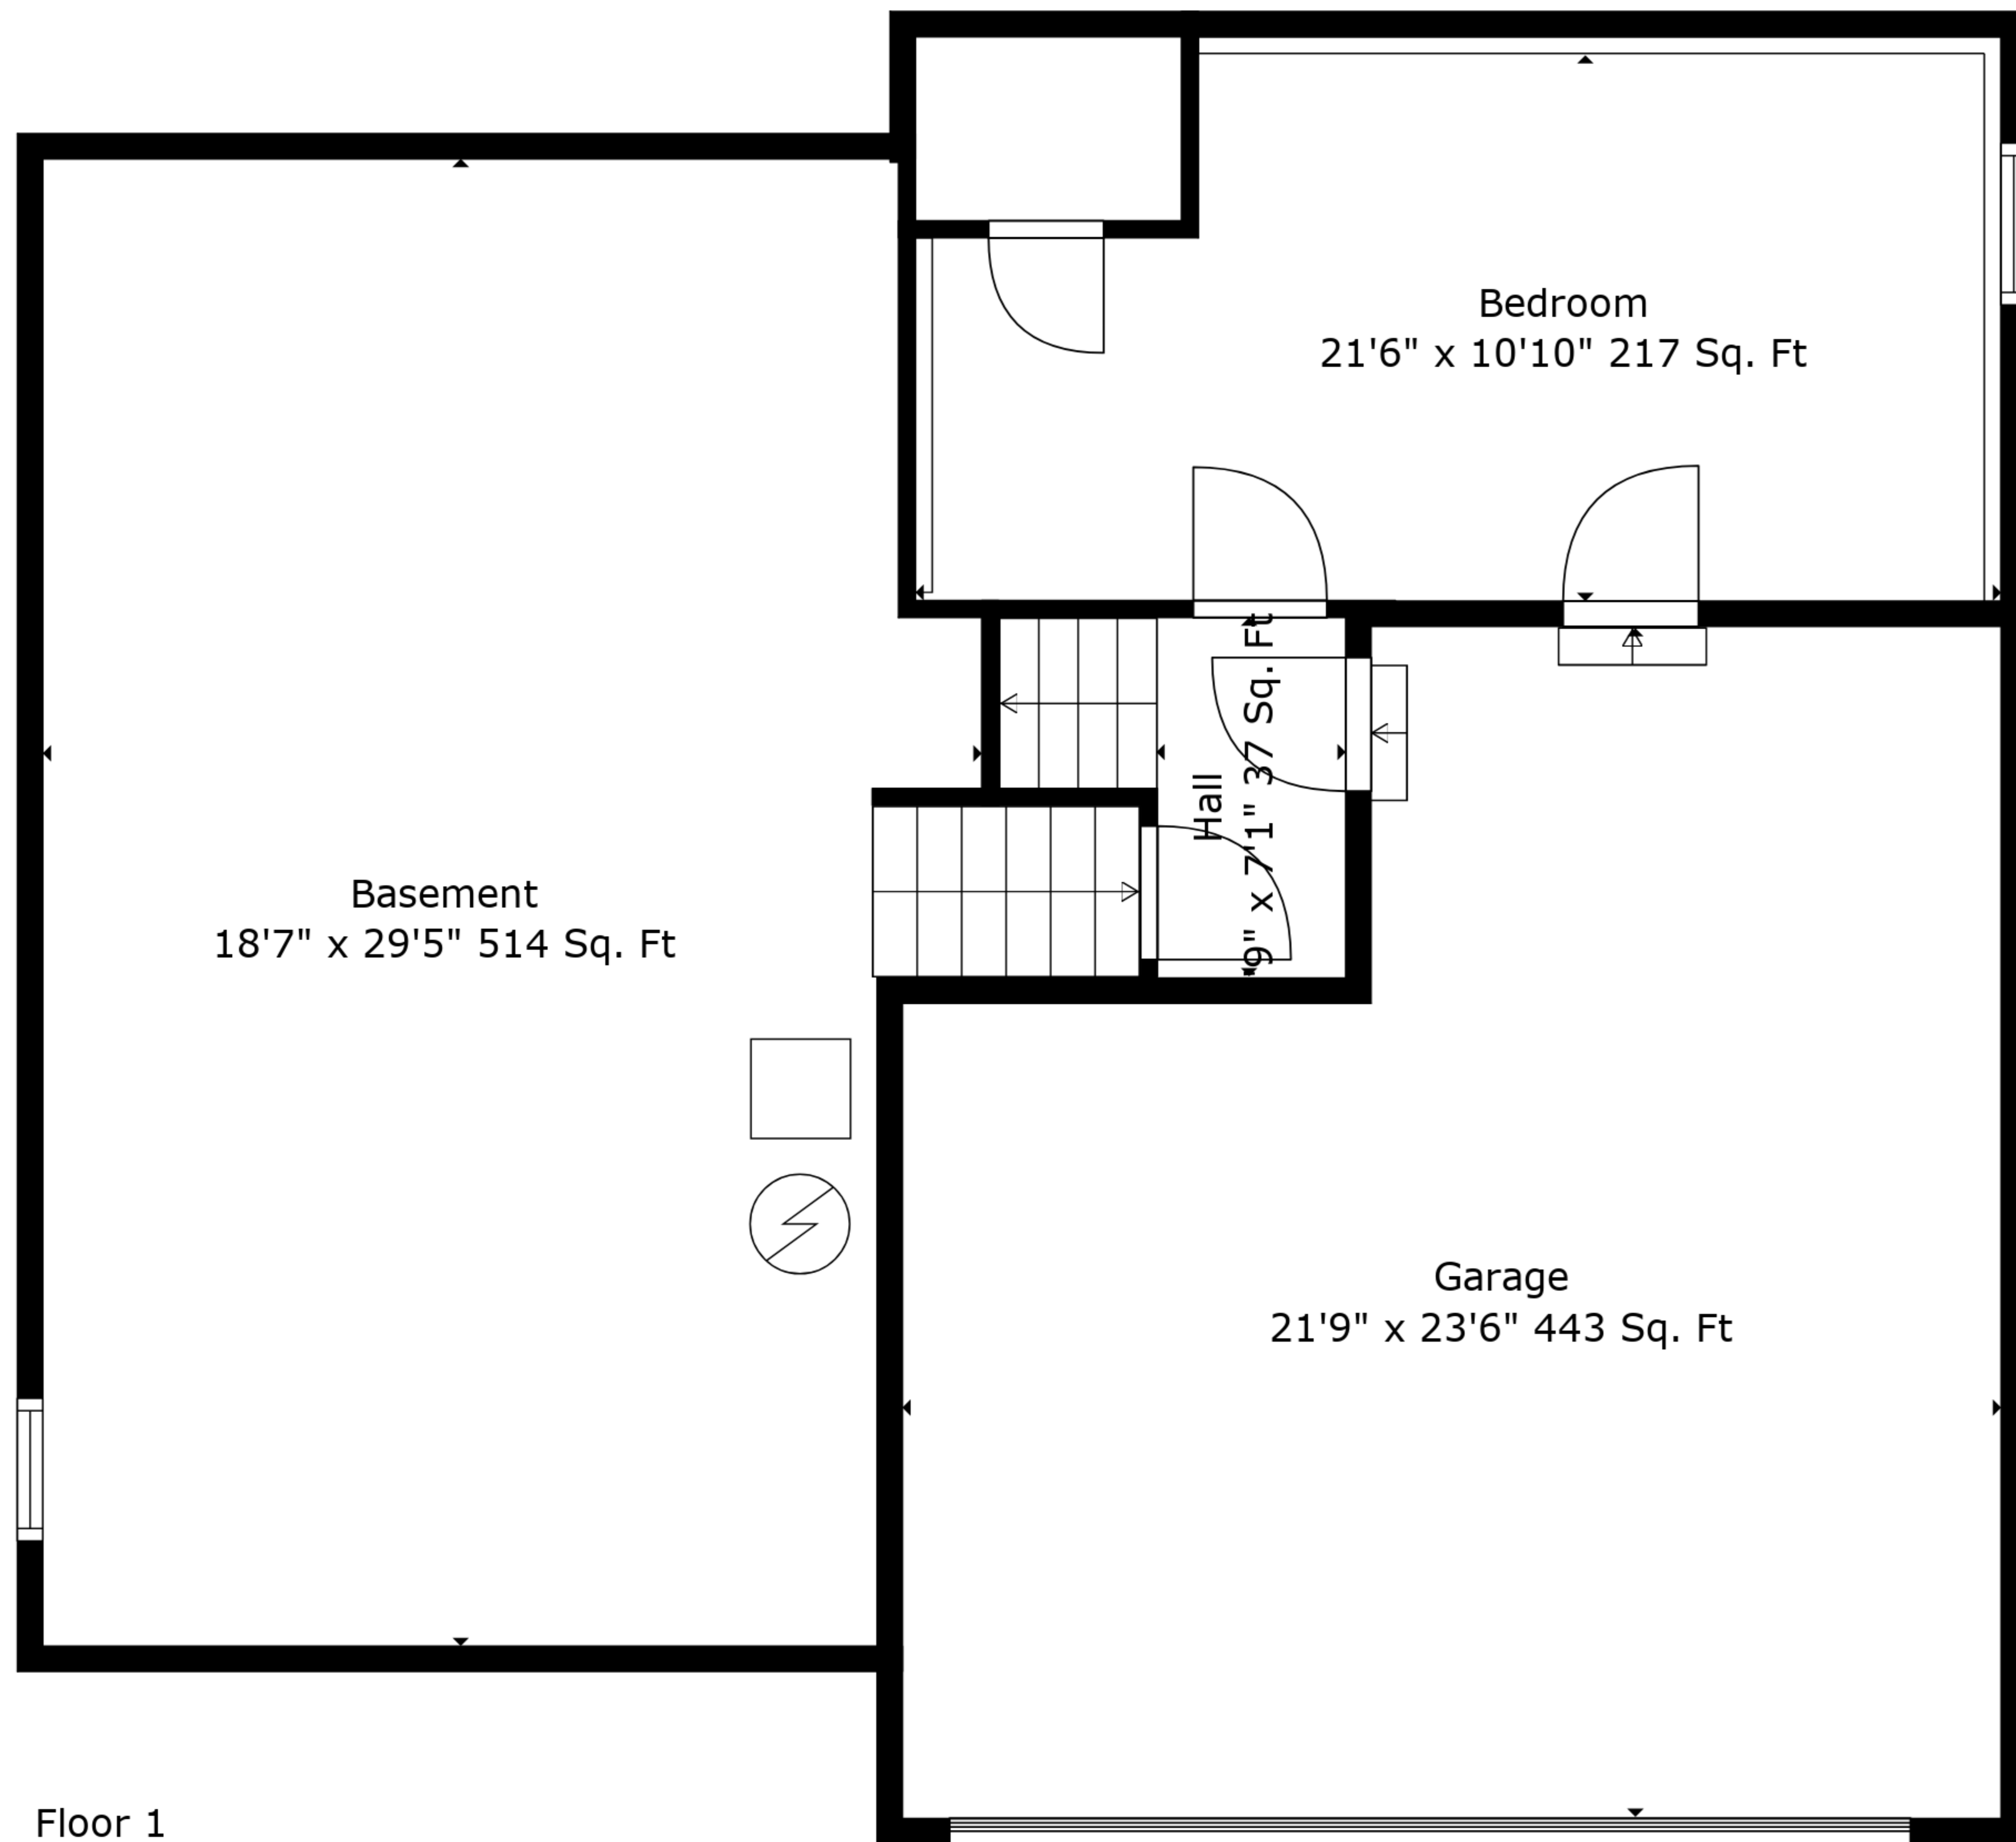 Bedroom
21'6" x 10'10" 217 Sq. Ft
Hall
'9" x 7'1" 37 Sq. Ft
Basement
18'7" x 29'5" 514 Sq. Ft
Garage
21'9" x 23'6" 443 Sq. Ft
Floor 1